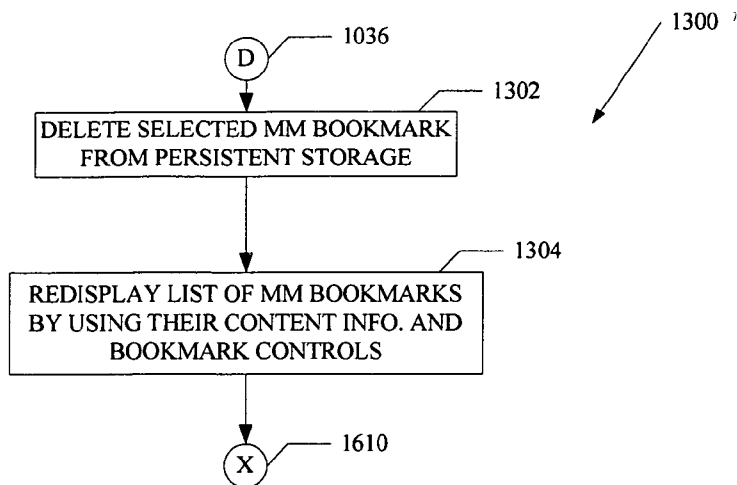 1036
1300
D
1302
DELETE SELECTED MM BOOKMARK
FROM PERSISTENT STORAGE
1304
REDISPLAY LIST OF MM BOOKMARKS
BY USING THEIR CONTENT INFO. AND
BOOKMARK CONTROLS
X
1610